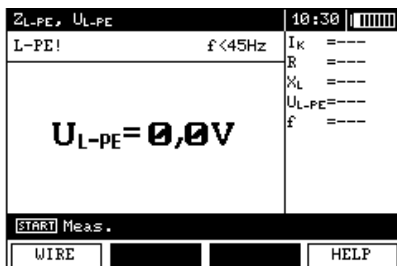 ZL-PE, UL-PE 10:30
L-PE! f<45Hz
IK =---
R =---
XL =---
UL-PE=---
f =---
UL-PE= 0,0V
START Meas.
WIRE HELP